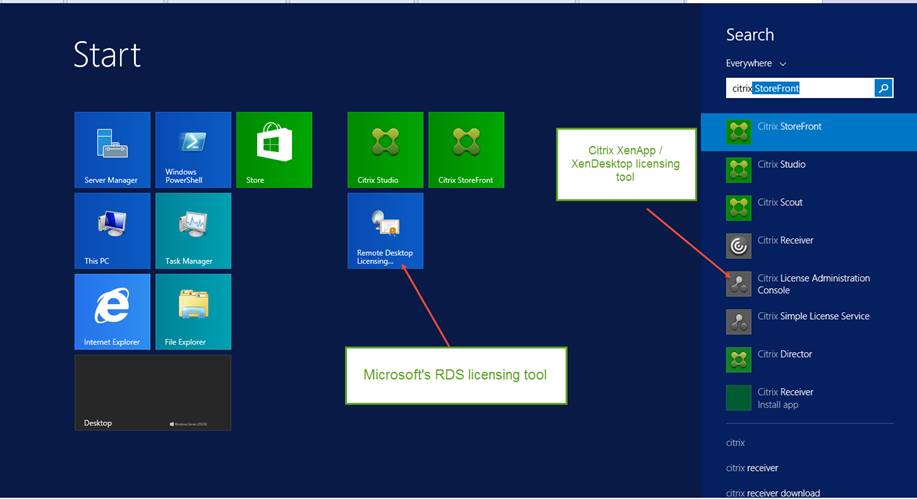 Start
Search
Everywhere
citrix StoreFront
Server Manager
Windows
PowerShell
Store
Citrix Studio
Citrix StoreFront
This PC
Task Manager
Remote Desktop
Licensing...
Internet Explorer
File Explorer
Desktop
Citrix XenApp /
XenDesktop licensing
tool
Microsoft's RDS licensing tool
Citrix StoreFront
Citrix Studio
Citrix Scout
Citrix Receiver
Citrix License Administration
Console
Citrix Simple License Service
Citrix Director
Citrix Receiver
Install app
citrix
citrix receiver
citrix receiver download